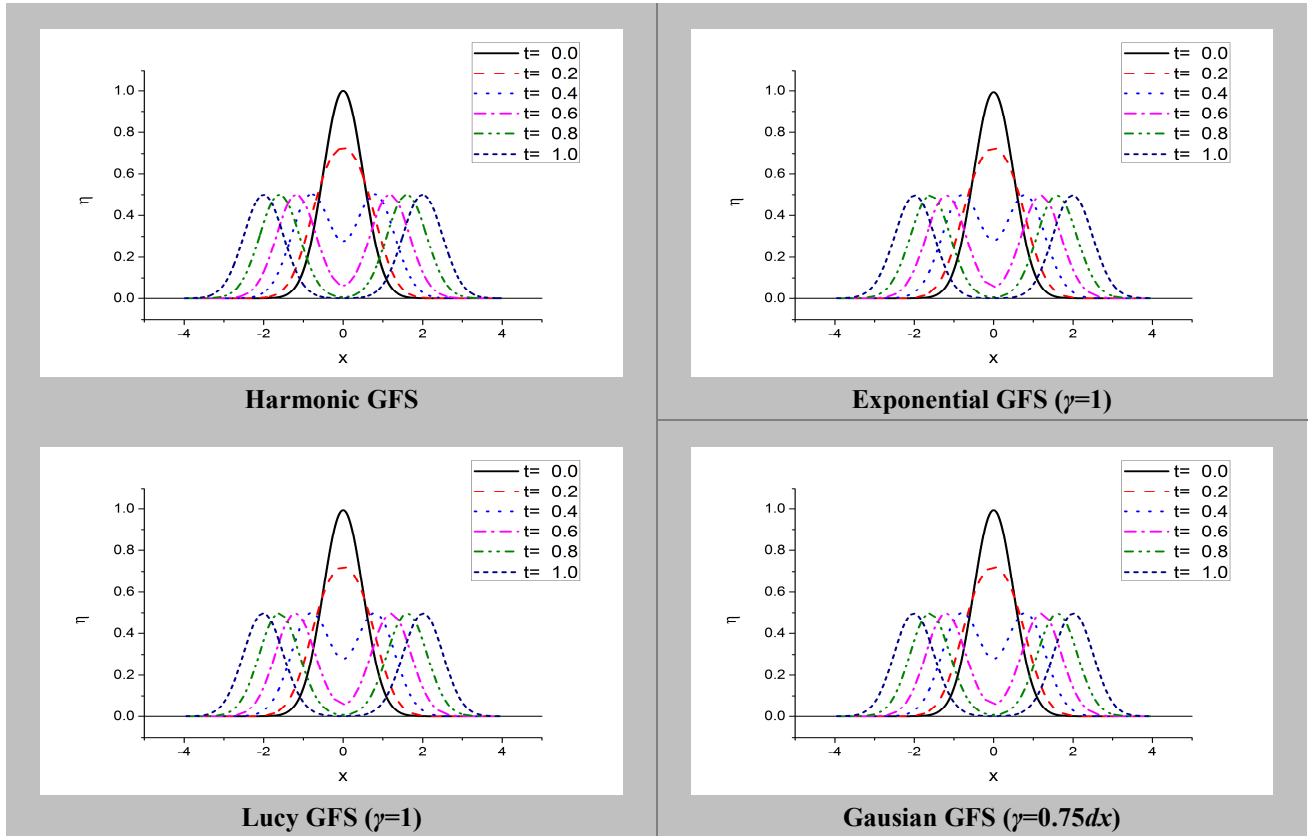 t= 0.0
t= 0.2
t= 0.4
t= 0.6
t= 0.8
t= 1.0
1.0
0.8
0.6
0.4
0.2
0.0
η
-4 -2 0 2 4
x
Harmonic GFS
t= 0.0
t= 0.2
t= 0.4
t= 0.6
t= 0.8
t= 1.0
1.0
0.8
0.6
0.4
0.2
0.0
η
-4 -2 0 2 4
x
Exponential GFS (γ=1)
t= 0.0
t= 0.2
t= 0.4
t= 0.6
t= 0.8
t= 1.0
1.0
0.8
0.6
0.4
0.2
0.0
η
-4 -2 0 2 4
x
Lucy GFS (γ=1)
t= 0.0
t= 0.2
t= 0.4
t= 0.6
t= 0.8
t= 1.0
1.0
0.8
0.6
0.4
0.2
0.0
η
-4 -2 0 2 4
x
Gausian GFS (γ=0.75dx)